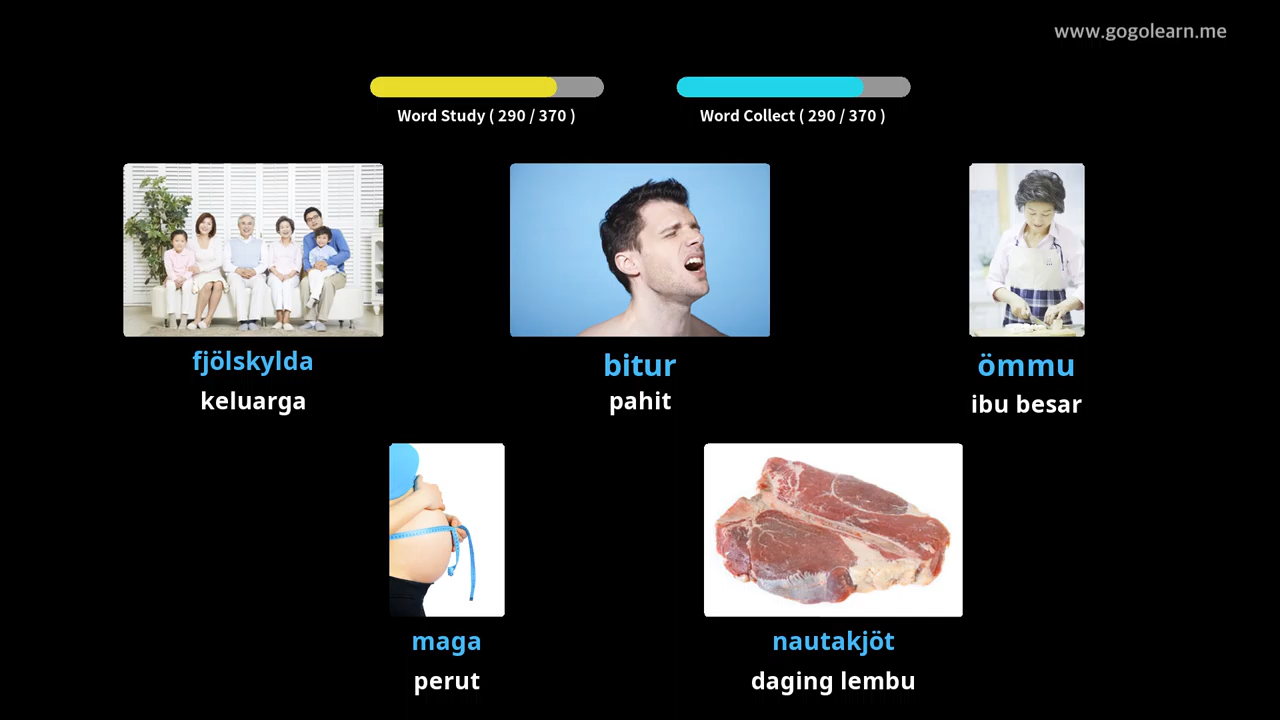 www.gogolearn.me
Word Study ( 290 / 370 )
Word Collect ( 290 / 370 )
fjölskylda
keluarga
bitur
pahit
ömmu
ibu besar
maga
perut
nautakjöt
daging lembu